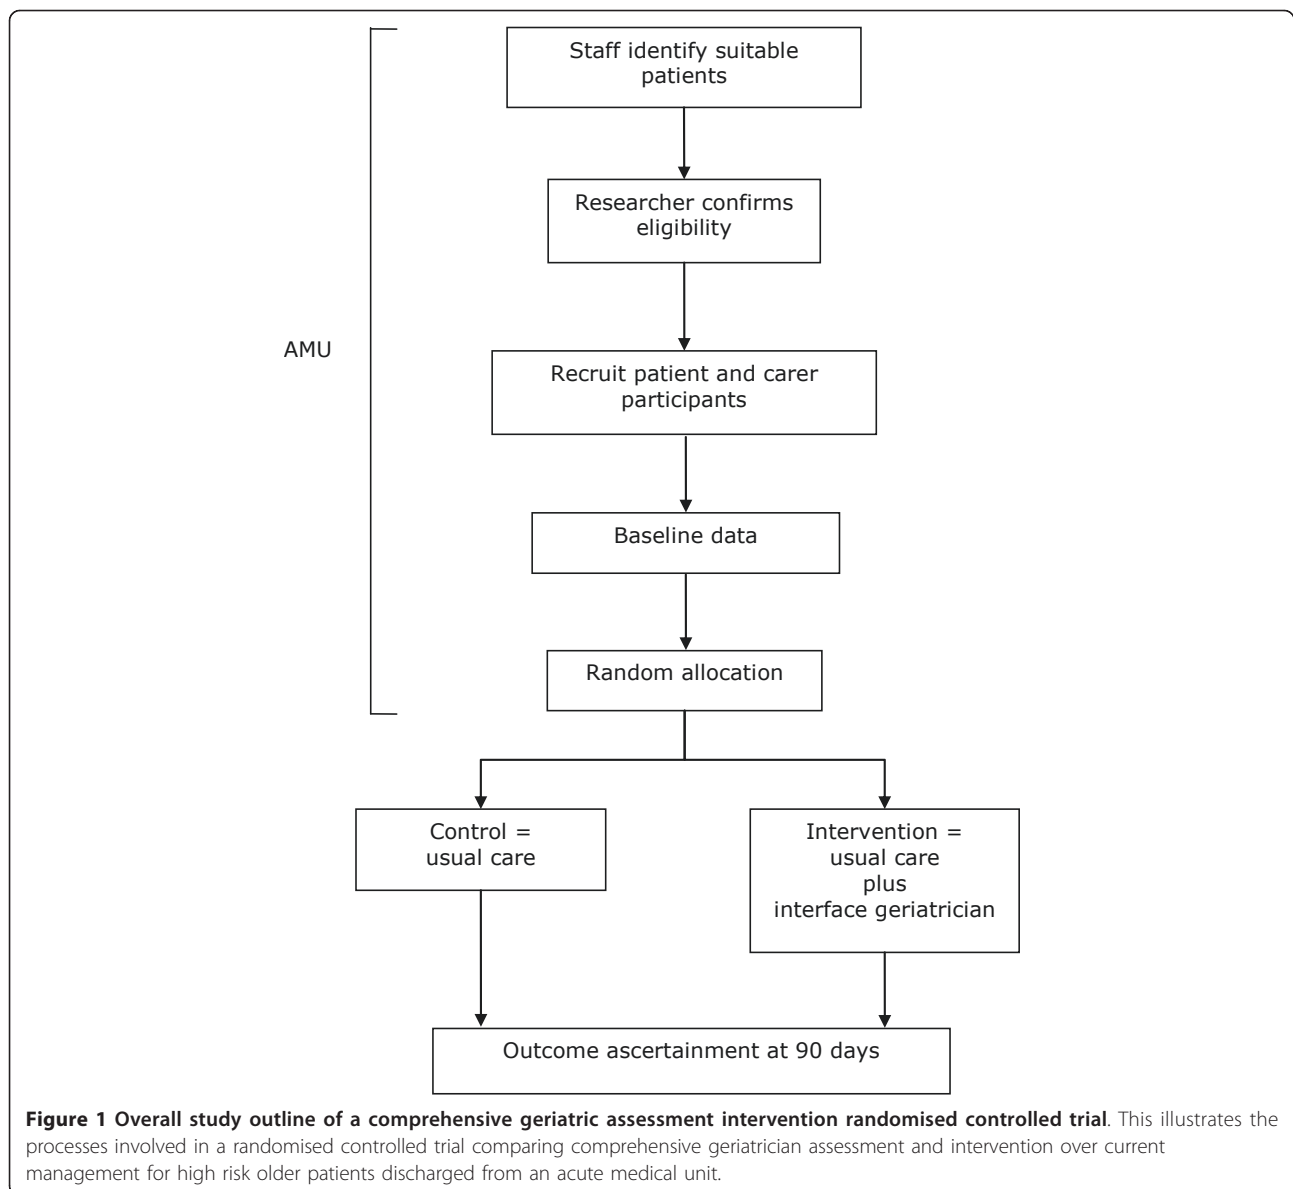 Staff identify suitable
patients
Researcher confirms
eligibility
AMU
Recruit patient and carer
participants
Baseline data
Random allocation
Control =
usual care
Intervention =
usual care
plus
interface geriatrician
Outcome ascertainment at 90 days
Figure 1 Overall study outline of a comprehensive geriatric assessment intervention randomised controlled trial. This illustrates the
processes involved in a randomised controlled trial comparing comprehensive geriatrician assessment and intervention over current
management for high risk older patients discharged from an acute medical unit.